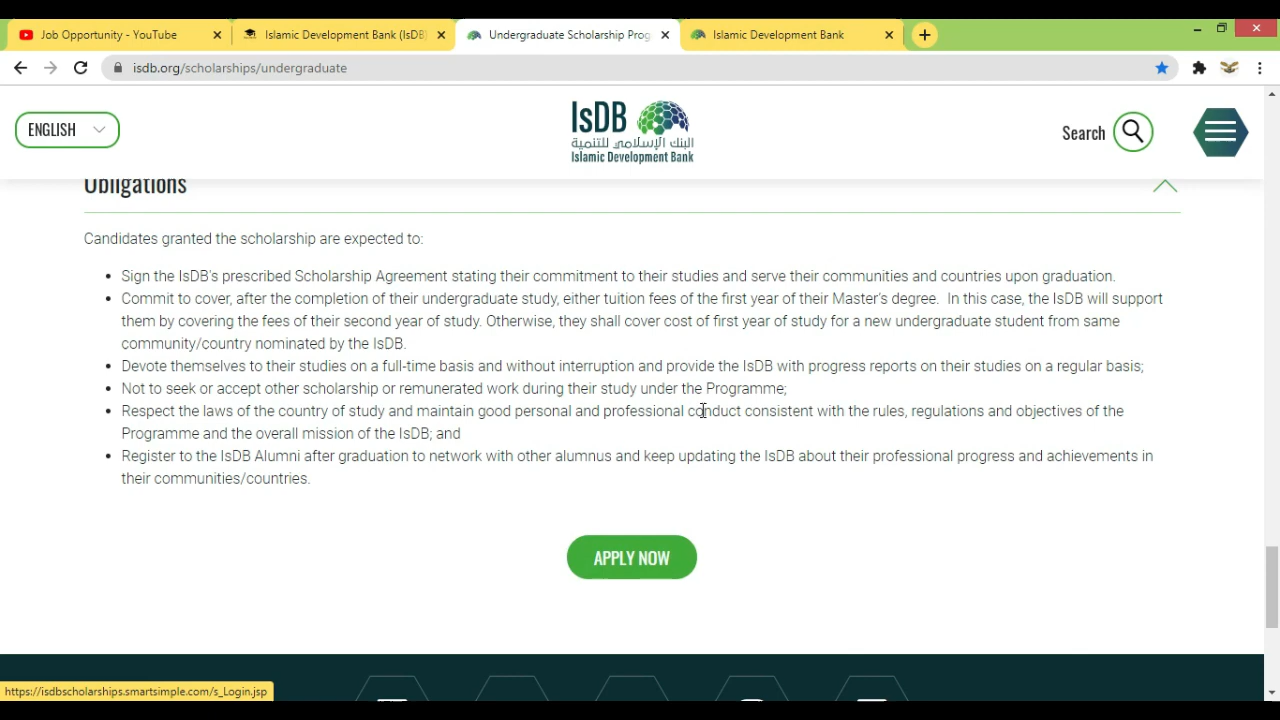 Job Opportunity - YouTube
Islamic Development Bank (IsDB)
Undergraduate Scholarship Prog
Islamic Development Bank
isdb.org/scholarships/undergraduate
ENGLISH
IsDB
البنك الإسلامي للتنمية
Islamic Development Bank
Search
Obligations
Candidates granted the scholarship are expected to:
• Sign the IsDB's prescribed Scholarship Agreement stating their commitment to their studies and serve their communities and countries upon graduation.
• Commit to cover, after the completion of their undergraduate study, either tuition fees of the first year of their Master's degree. In this case, the IsDB will support
them by covering the fees of their second year of study. Otherwise, they shall cover cost of first year of study for a new undergraduate student from same
community/country nominated by the IsDB.
• Devote themselves to their studies on a full-time basis and without interruption and provide the IsDB with progress reports on their studies on a regular basis;
• Not to seek or accept other scholarship or remunerated work during their study under the Programme;
• Respect the laws of the country of study and maintain good personal and professional conduct consistent with the rules, regulations and objectives of the
Programme and the overall mission of the IsDB; and
• Register to the IsDB Alumni after graduation to network with other alumnus and keep updating the IsDB about their professional progress and achievements in
their communities/countries.
APPLY NOW
https://isdbscholarships.smartsimple.com/s_Login.jsp